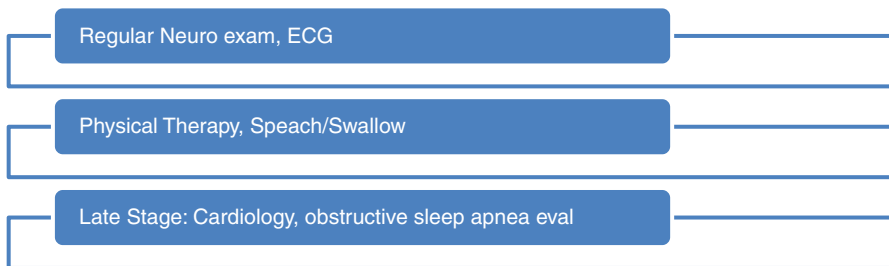 Regular Neuro exam, ECG
Physical Therapy, Speach/Swallow
Late Stage: Cardiology, obstructive sleep apnea eval